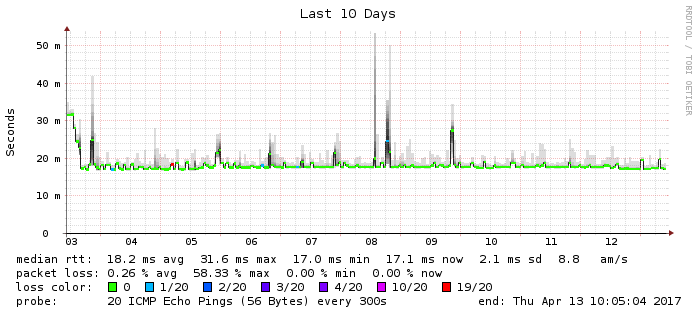 Last 10 Days
RRDTOOL / TOBI OETIKER
Seconds
50 m
40 m
30 m
20 m
10 m
0
03 04 05 06 07 08 09 10 11 12
median rtt: 18.2 ms avg 31.6 ms max 17.0 ms min 17.1 ms now 2.1 ms sd 8.8 am/s
packet loss: 0.26 % avg 58.33 % max 0.00 % min 0.00 % now
loss color: 0 1/20 2/20 3/20 4/20 10/20 19/20
probe: 20 ICMP Echo Pings (56 Bytes) every 300s end: Thu Apr 13 10:05:04 2017